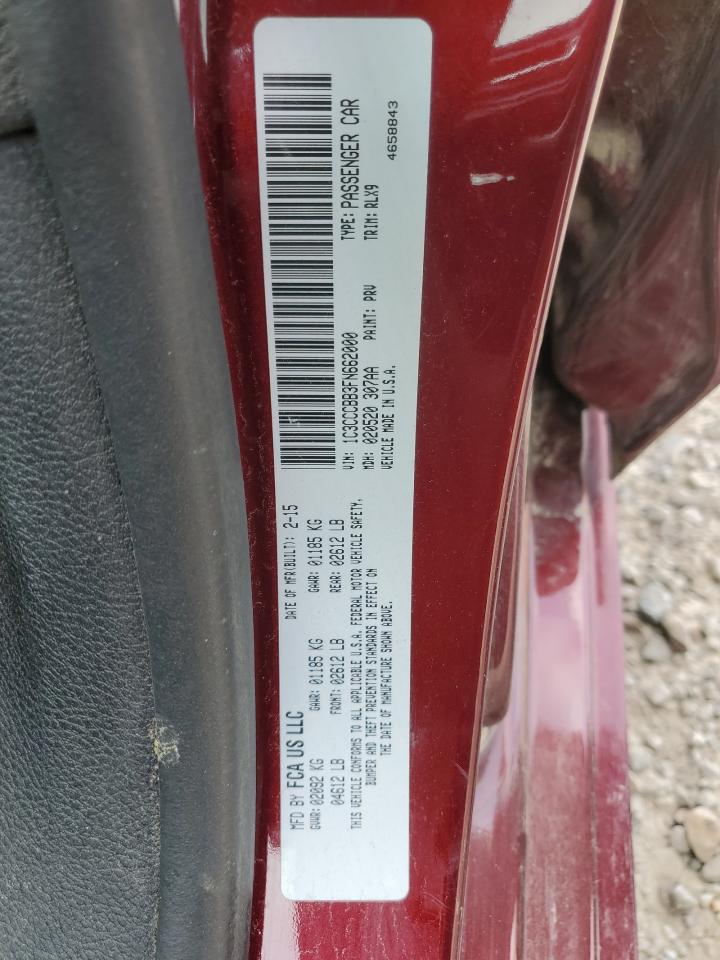 MFD BY FCA US LLC
DATE OF MFR(BUILT): 2-15
GVWR: 02092 KG GAWR: 01185 KG GAWR: 01185 KG
04612 LB FRONT: 02612 LB REAR: 02612 LB
THIS VEHICLE CONFORMS TO ALL APPLICABLE U.S.A. FEDERAL MOTOR VEHICLE SAFETY,
BUMPER AND THEFT PREVENTION STANDARDS IN EFFECT ON
THE DATE OF MANUFACTURE SHOWN ABOVE.
VIN: 1C3CCCBB3FN662000 TYPE: PASSENGER CAR
MDH: 020520 307AA PAINT: PRV TRIM: RLX9
VEHICLE MADE IN U.S.A. 4658843